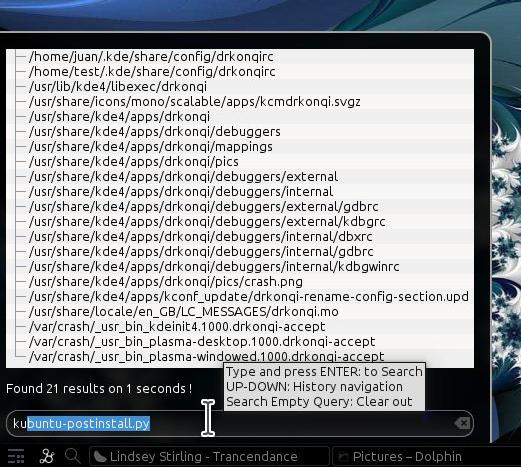 /home/juan/.kde/share/config/drkonqirc
/home/test/.kde/share/config/drkonqirc
/usr/lib/kde4/libexec/drkonqi
/usr/share/icons/mono/scalable/apps/kcmdrkonqi.svgz
/usr/share/kde4/apps/drkonqi
/usr/share/kde4/apps/drkonqi/debuggers
/usr/share/kde4/apps/drkonqi/mappings
/usr/share/kde4/apps/drkonqi/pics
/usr/share/kde4/apps/drkonqi/debuggers/external
/usr/share/kde4/apps/drkonqi/debuggers/internal
/usr/share/kde4/apps/drkonqi/debuggers/external/gdbrc
/usr/share/kde4/apps/drkonqi/debuggers/external/kdbgrc
/usr/share/kde4/apps/drkonqi/debuggers/internal/dbxrc
/usr/share/kde4/apps/drkonqi/debuggers/internal/gdbrc
/usr/share/kde4/apps/drkonqi/debuggers/internal/kdbgwinrc
/usr/share/kde4/apps/drkonqi/pics/crash.png
/usr/share/kde4/apps/kconf_update/drkonqi-rename-config-section.upd
/usr/share/locale/en_GB/LC_MESSAGES/drkonqi.mo
/var/crash/_usr_bin_kdeinit4.1000.drkonqi-accept
/var/crash/_usr_bin_plasma-desktop.1000.drkonqi-accept
/var/crash/_usr_bin_plasma-windowed.1000.drkonqi-accept
Type and press ENTER: to Search
UP-DOWN: History navigation
Search Empty Query: Clear out
Found 21 results on 1 seconds !
kubuntu-postinstall.py
Lindsey Stirling - Trancendance
Pictures – Dolphin